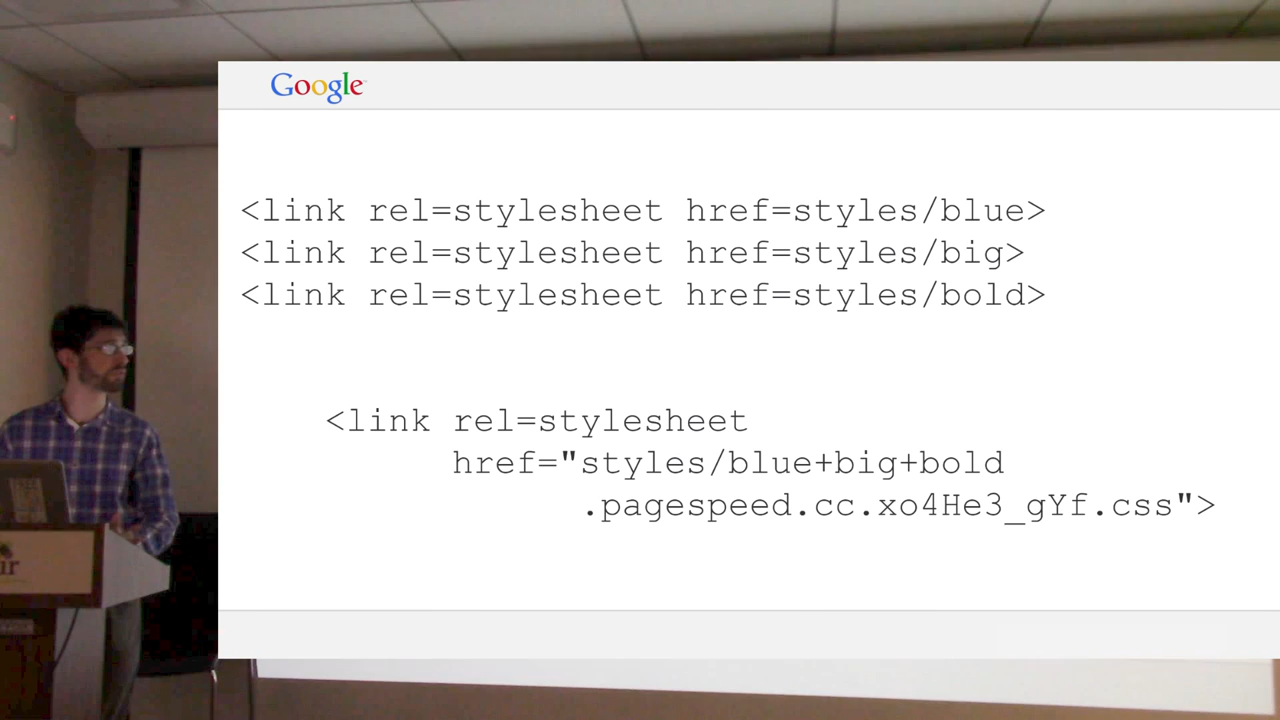 Google
<link rel=stylesheet href=styles/blue>
<link rel=stylesheet href=styles/big>
<link rel=stylesheet href=styles/bold>
<link rel=stylesheet
href="styles/blue+big+bold
.pagespeed.cc.xo4He3_gYf.css">